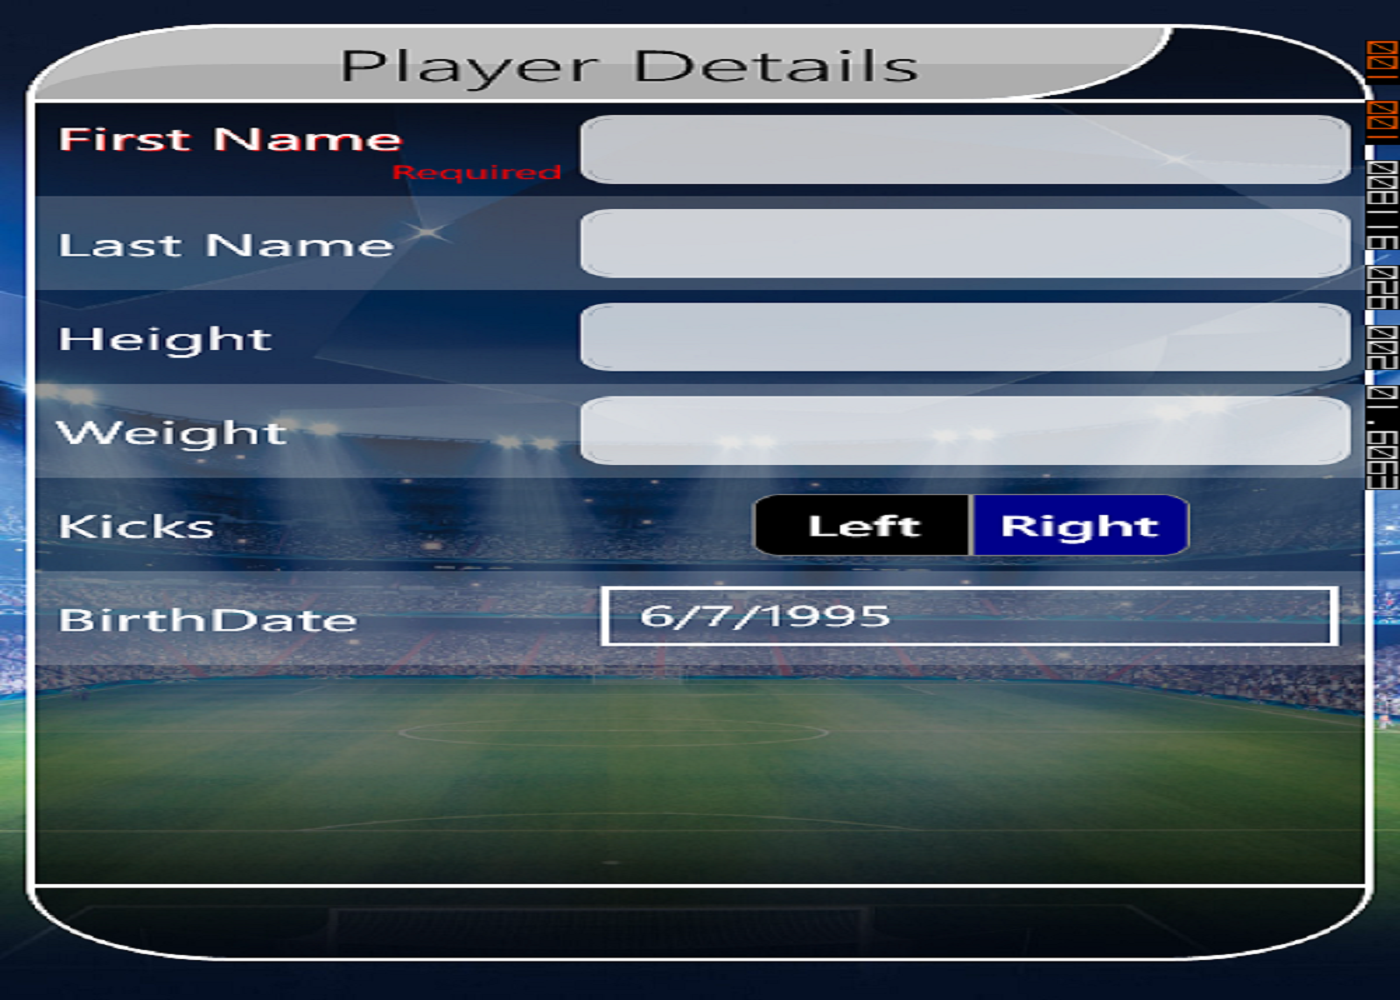 Player Details
First Name
Required
Last Name
Height
Weight
Kicks
Left Right
BirthDate
6/7/1995